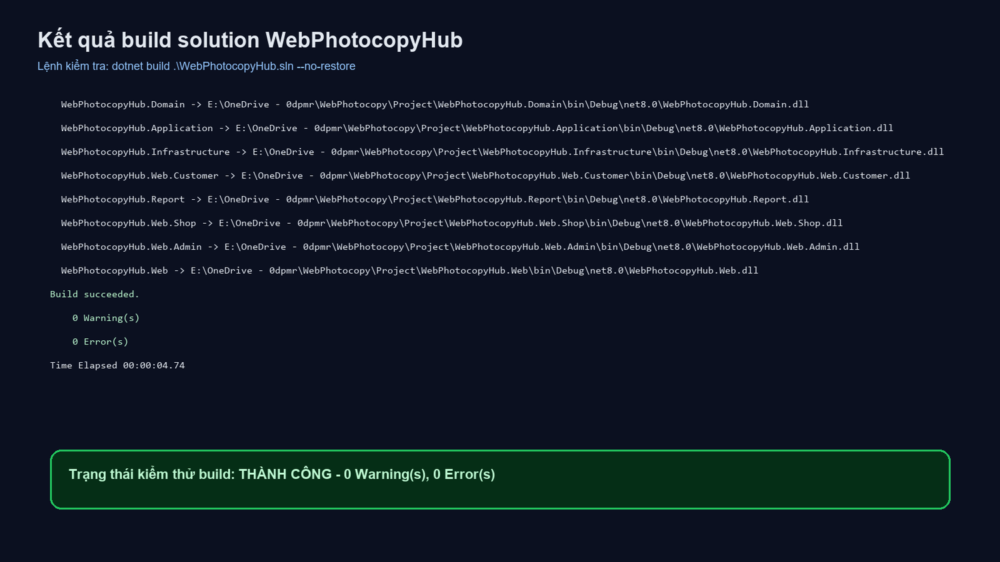 Kết quả build solution WebPhotocopyHub
Lệnh kiểm tra: dotnet build .\WebPhotocopyHub.sln --no-restore
WebPhotocopyHub.Domain -> E:\OneDrive - 0dpmr\WebPhotocopy\Project\WebPhotocopyHub.Domain\bin\Debug\net8.0\WebPhotocopyHub.Domain.dll
WebPhotocopyHub.Application -> E:\OneDrive - 0dpmr\WebPhotocopy\Project\WebPhotocopyHub.Application\bin\Debug\net8.0\WebPhotocopyHub.Application.dll
WebPhotocopyHub.Infrastructure -> E:\OneDrive - 0dpmr\WebPhotocopy\Project\WebPhotocopyHub.Infrastructure\bin\Debug\net8.0\WebPhotocopyHub.Infrastructure.dll
WebPhotocopyHub.Web.Customer -> E:\OneDrive - 0dpmr\WebPhotocopy\Project\WebPhotocopyHub.Web.Customer\bin\Debug\net8.0\WebPhotocopyHub.Web.Customer.dll
WebPhotocopyHub.Report -> E:\OneDrive - 0dpmr\WebPhotocopy\Project\WebPhotocopyHub.Report\bin\Debug\net8.0\WebPhotocopyHub.Report.dll
WebPhotocopyHub.Web.Shop -> E:\OneDrive - 0dpmr\WebPhotocopy\Project\WebPhotocopyHub.Web.Shop\bin\Debug\net8.0\WebPhotocopyHub.Web.Shop.dll
WebPhotocopyHub.Web.Admin -> E:\OneDrive - 0dpmr\WebPhotocopy\Project\WebPhotocopyHub.Web.Admin\bin\Debug\net8.0\WebPhotocopyHub.Web.Admin.dll
WebPhotocopyHub.Web -> E:\OneDrive - 0dpmr\WebPhotocopy\Project\WebPhotocopyHub.Web\bin\Debug\net8.0\WebPhotocopyHub.Web.dll
Build succeeded.
0 Warning(s)
0 Error(s)
Time Elapsed 00:00:04.74
Trạng thái kiểm thử build: THÀNH CÔNG - 0 Warning(s), 0 Error(s)